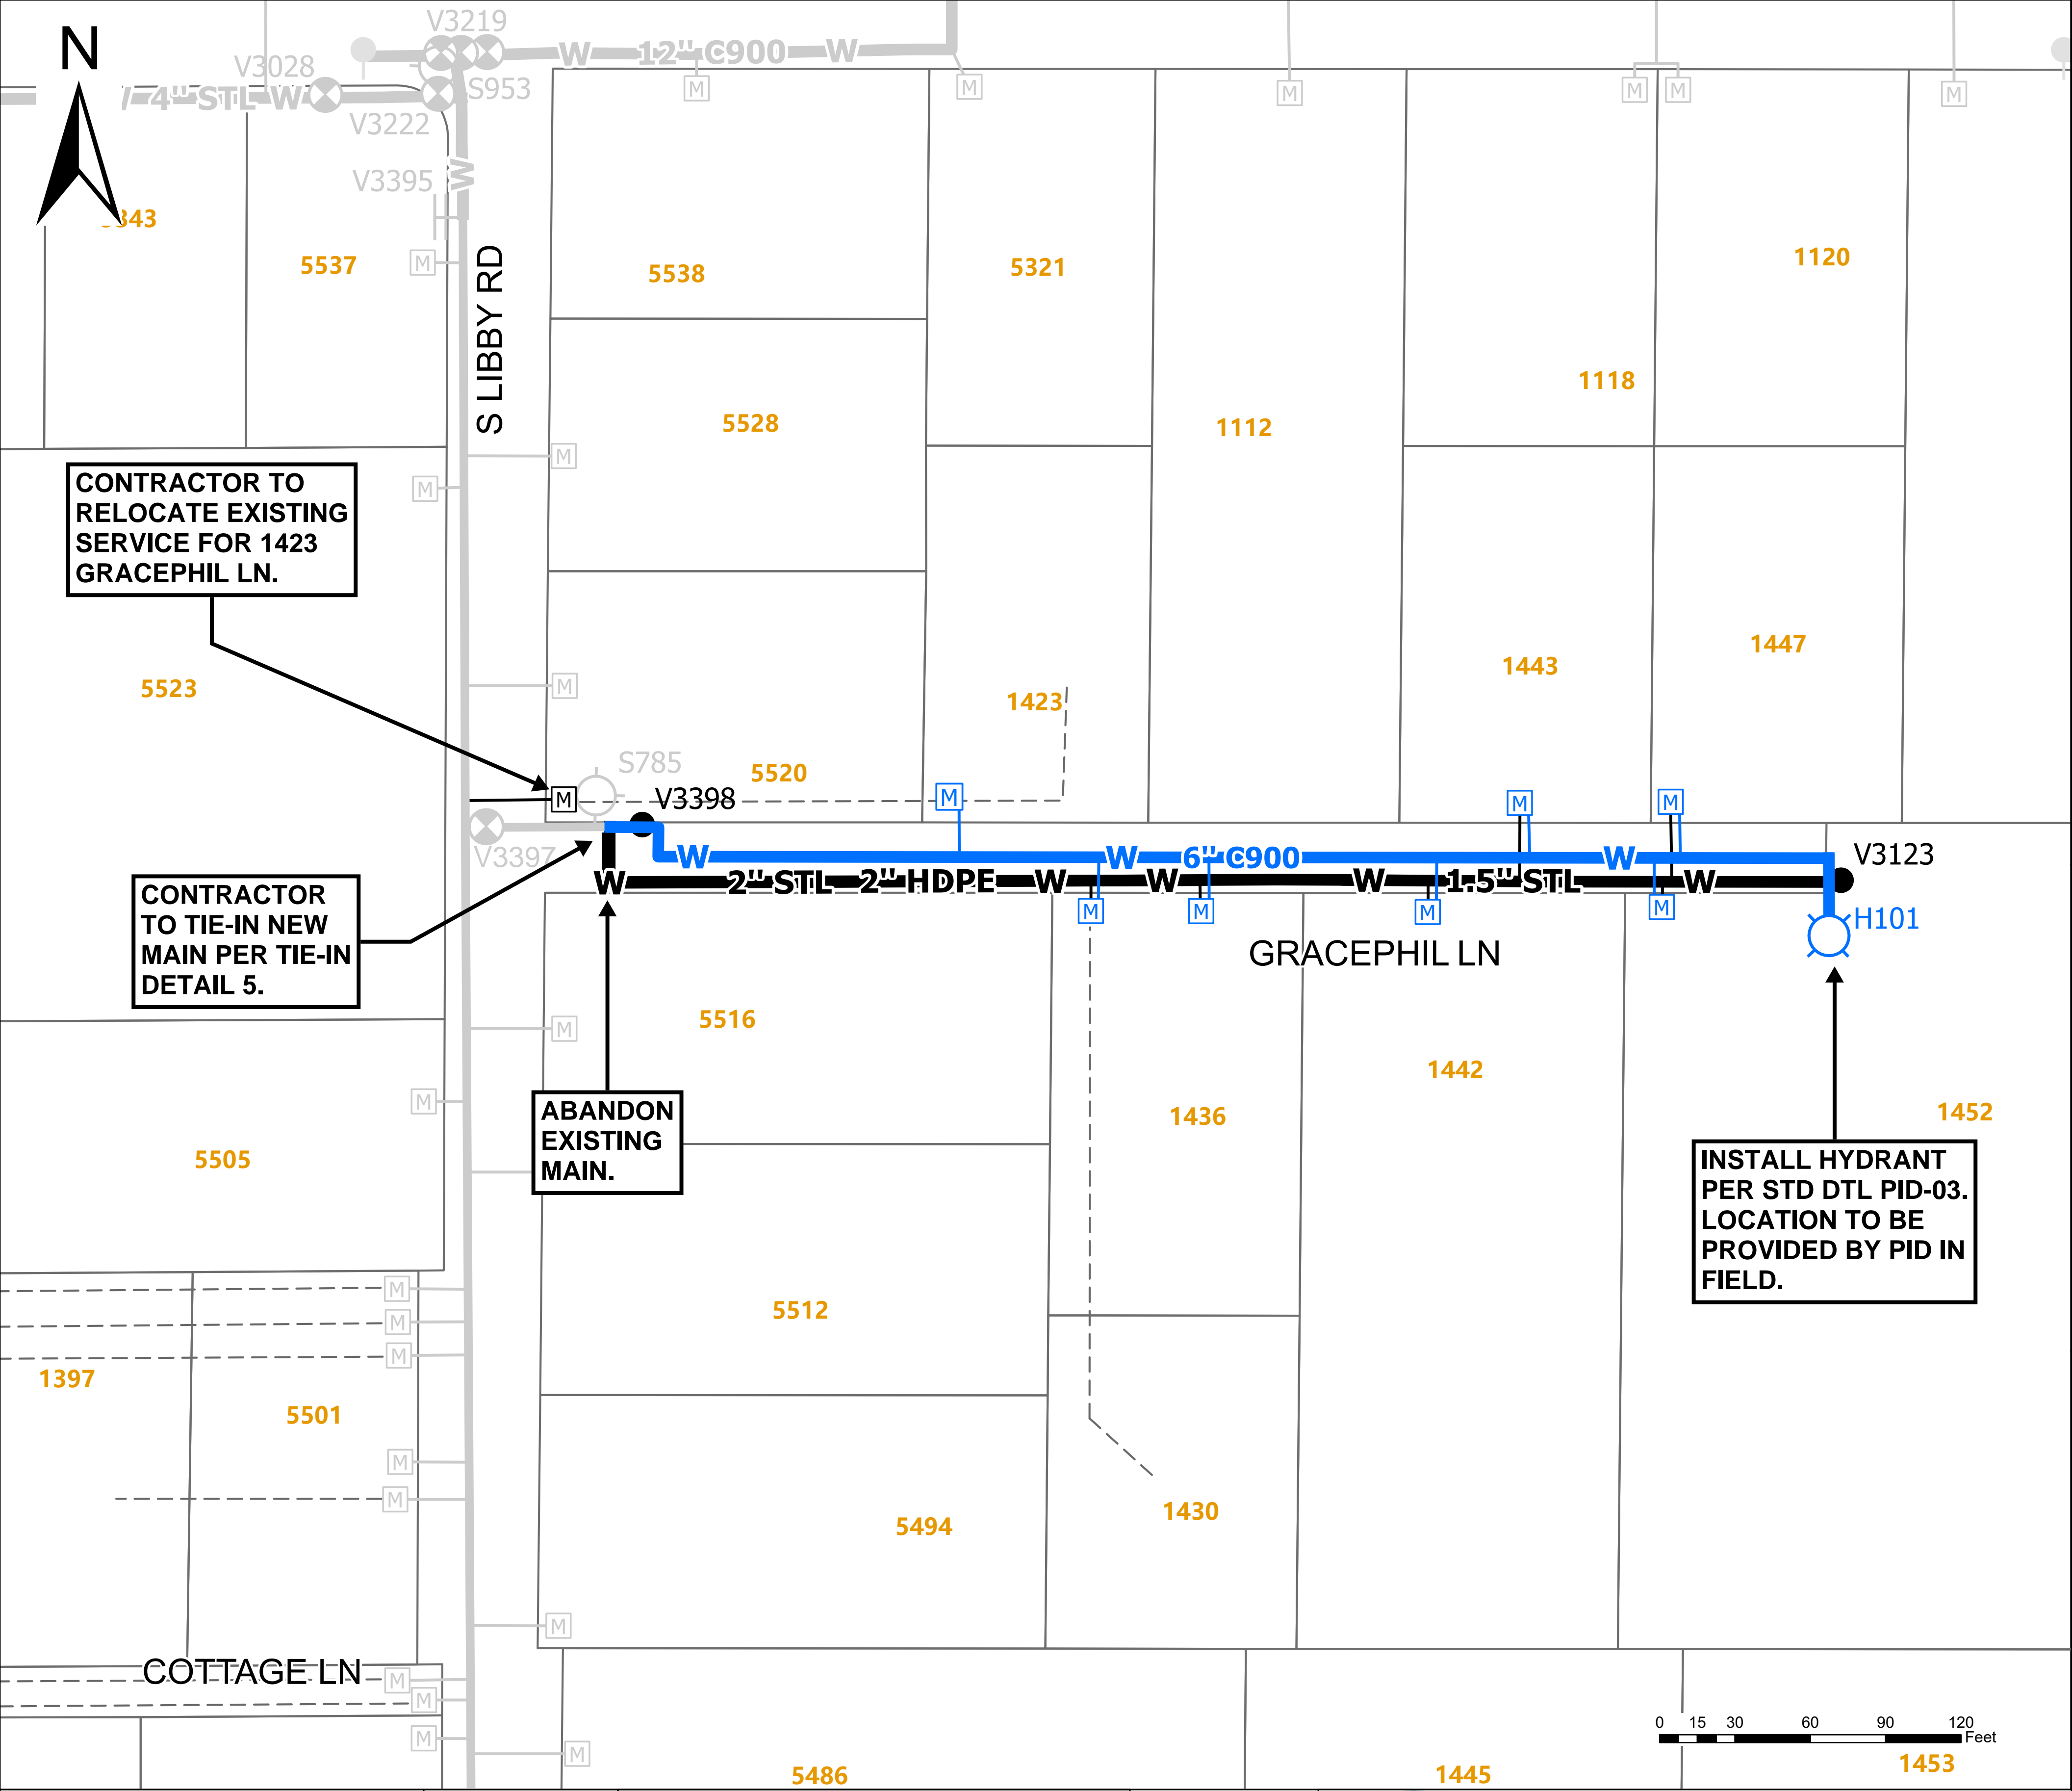 N
V3219
W 12" C900 W
V3028
4" STL W
S953
V3222
W
V3395
M
M
M
M
M
M
343
5537
5538
5321
1120
M
S LIBBY RD
1118
5528
1112
M
M
CONTRACTOR TO
RELOCATE EXISTING
SERVICE FOR 1423
GRACEPHIL LN.
1447
1443
5523
M
1423
S785
5520
M
V3398
M
M
M
V3397
W W 6" C900 W
V3123
W 2" STL 2" HDPE W W W 1.5" STL W
M
M
M
M
H101
CONTRACTOR
TO TIE-IN NEW
MAIN PER TIE-IN
DETAIL 5.
GRACEPHIL LN
5516
M
1442
M
ABANDON
EXISTING
MAIN.
1436
1452
5505
INSTALL HYDRANT
PER STD DTL PID-03.
LOCATION TO BE
PROVIDED BY PID IN
FIELD.
M
M
M
5512
1397
5501
M
M
1430
5494
M
COTTAGE LN
M
M
M
M
0 15 30 60 90 120
Feet
5486
1445
1453